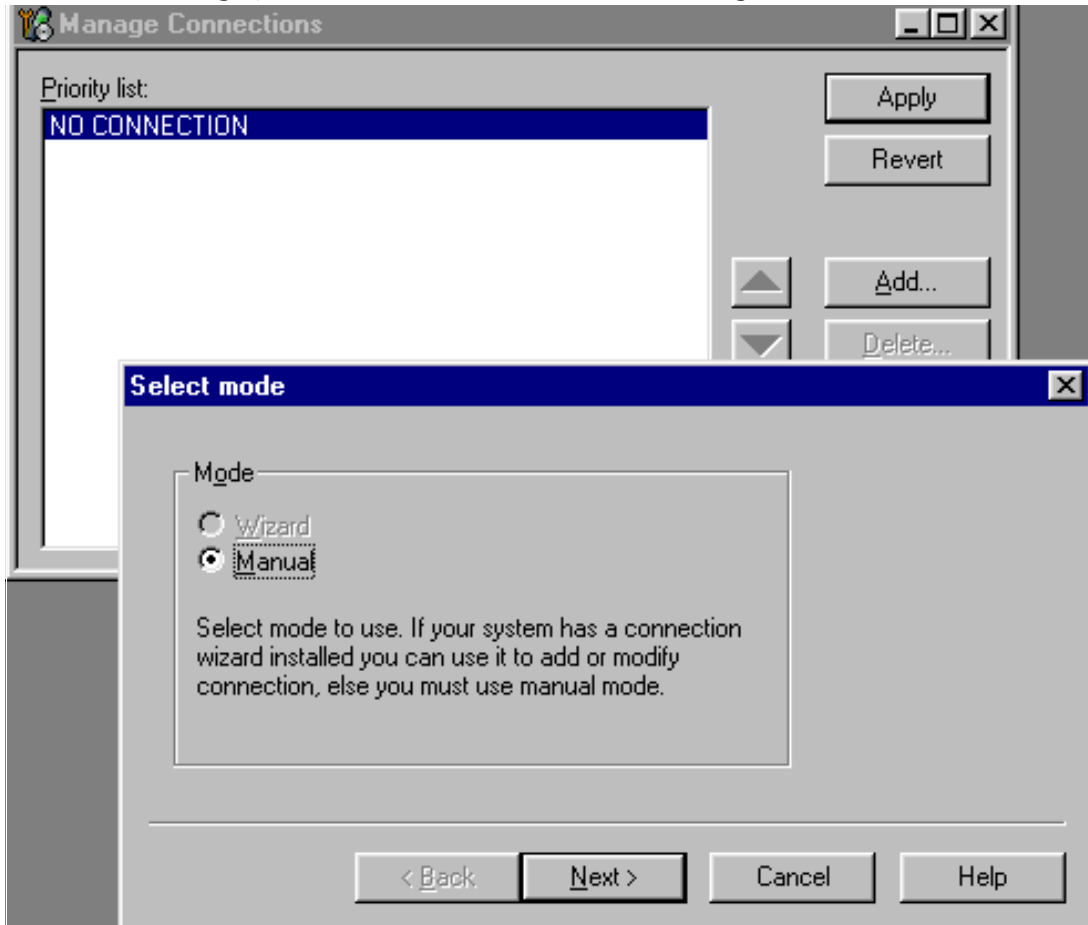 Manage Connections
Priority list:
NO CONNECTION
Apply
Revert
Add...
Delete...
Select mode
Mode
Wizard
Manual
Select mode to use. If your system has a connection
wizard installed you can use it to add or modify
connection, else you must use manual mode.
< Back
Next >
Cancel
Help